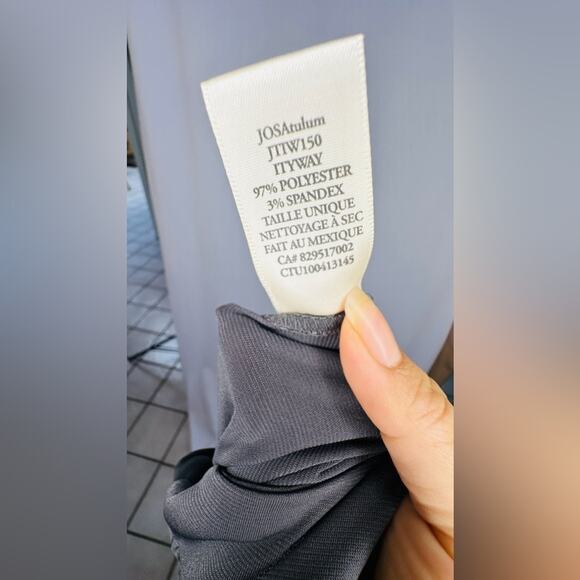 JOSAtulum
JTIW150
ITYWAY
97% POLYESTER
3% SPANDEX
TAILLE UNIQUE
NETTOYAGE À SEC
FAIT AU MEXIQUE
CA# 829517002
CTU100413145